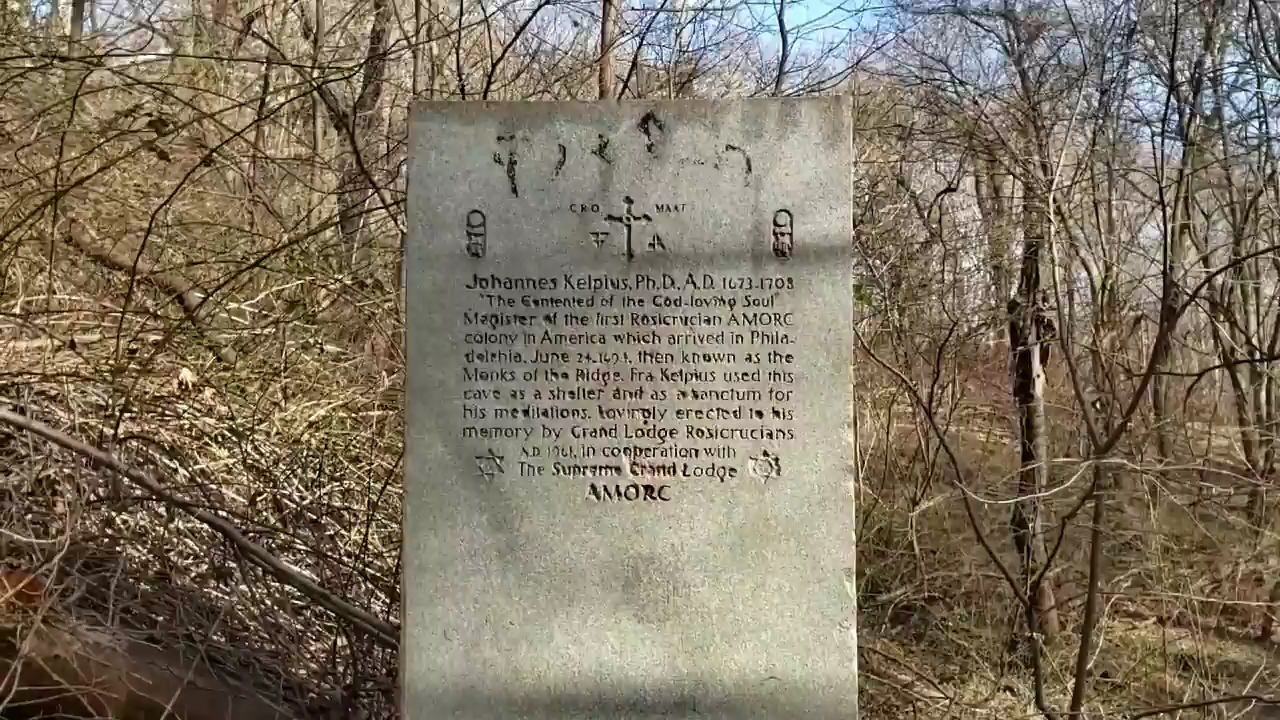 CRO MAAT
Johannes Kelpius, Ph.D., A.D. 1673-1708
"The Contented of the God-loving Soul"
Magister of the first Rosicrucian AMORC
colony in America which arrived in Phila-
delphia, June 24, 1694, then known as the
Monks of the Ridge. Fra Kelpius used this
cave as a shelter and as a sanctum for
his meditations. Lovingly erected to his
memory by Grand Lodge Rosicrucians
A.D. 1961, in cooperation with
The Supreme Grand Lodge
AMORC